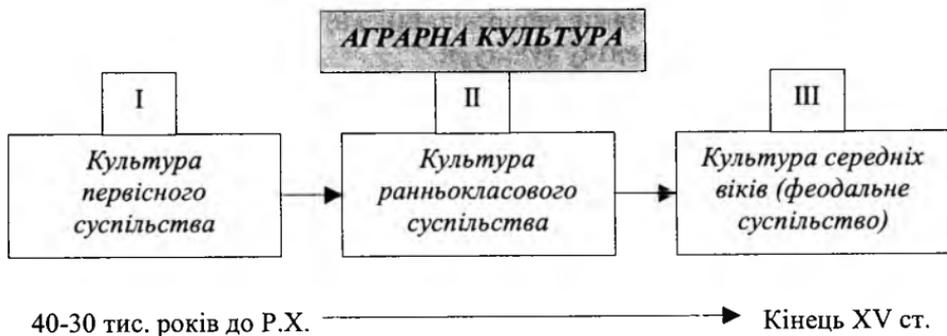 АГРАРНА КУЛЬТУРА
I
II
III
Культура
первісного
суспільства
Культура
ранньокласового
суспільства
Культура середніх
віків (феодальне
суспільство)
40-30 тис. років до Р.Х.
Кінець XV ст.